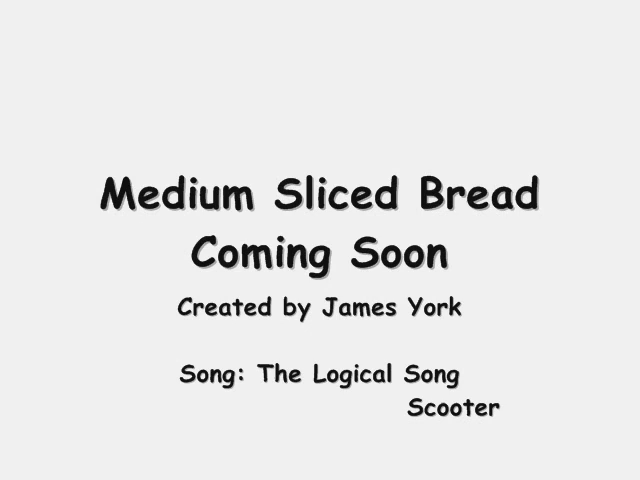 Medium Sliced Bread
Coming Soon
Created by James York
Song: The Logical Song
Scooter